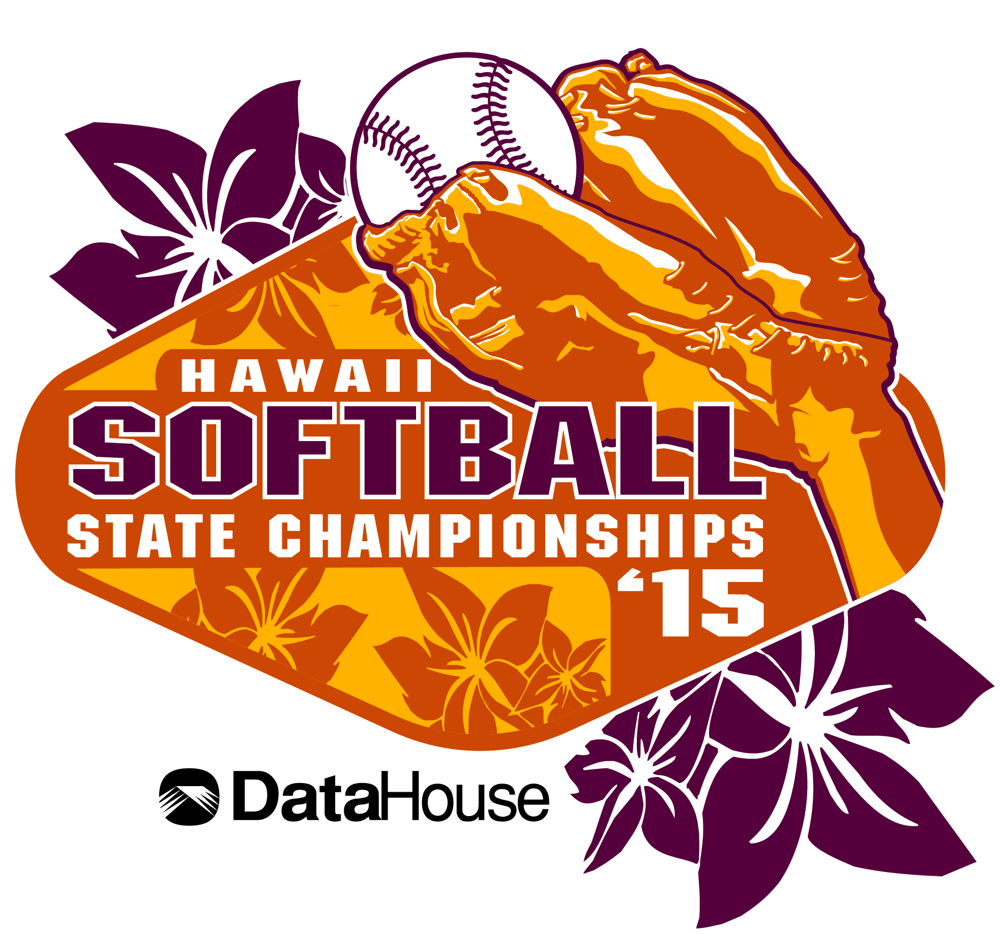 HAWAII
SOFTBALL
STATE CHAMPIONSHIPS
‘15
DataHouse